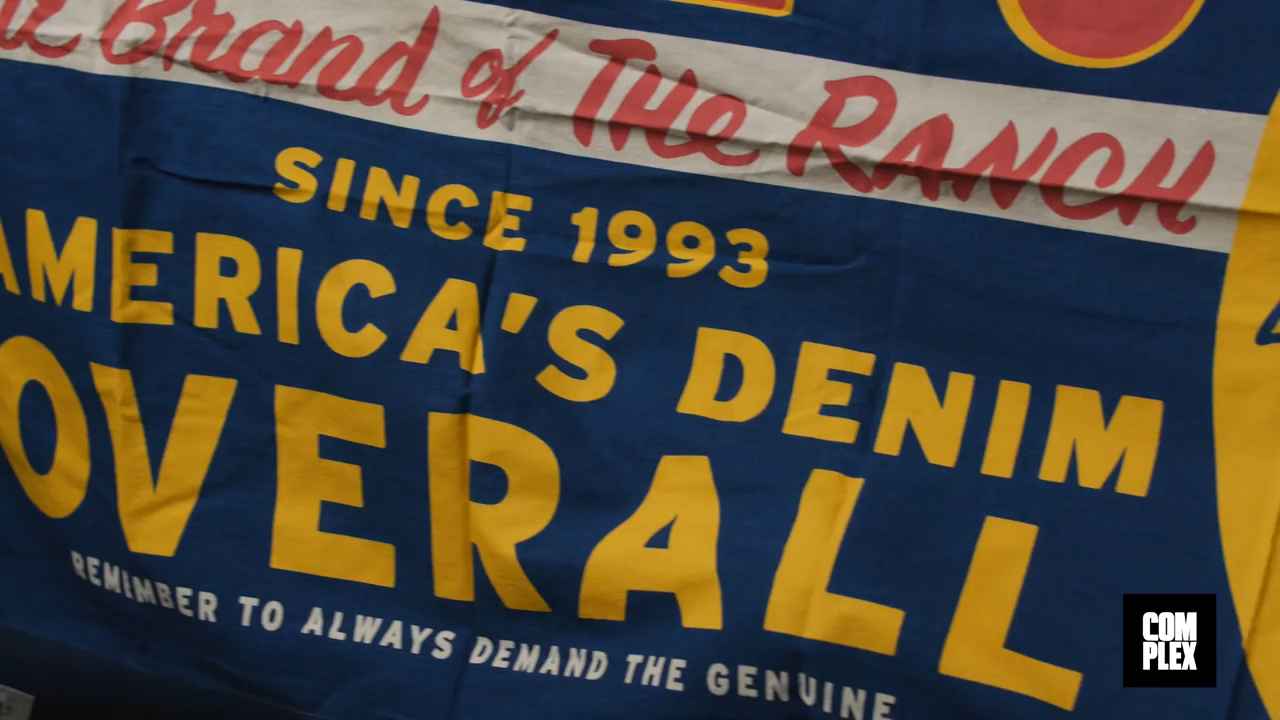 Brand of THe RANCH
SINCE 1993
AMERICA'S DENIM
OVERALL
REMEMBER TO ALWAYS DEMAND THE GENUINE
COM
PLEX